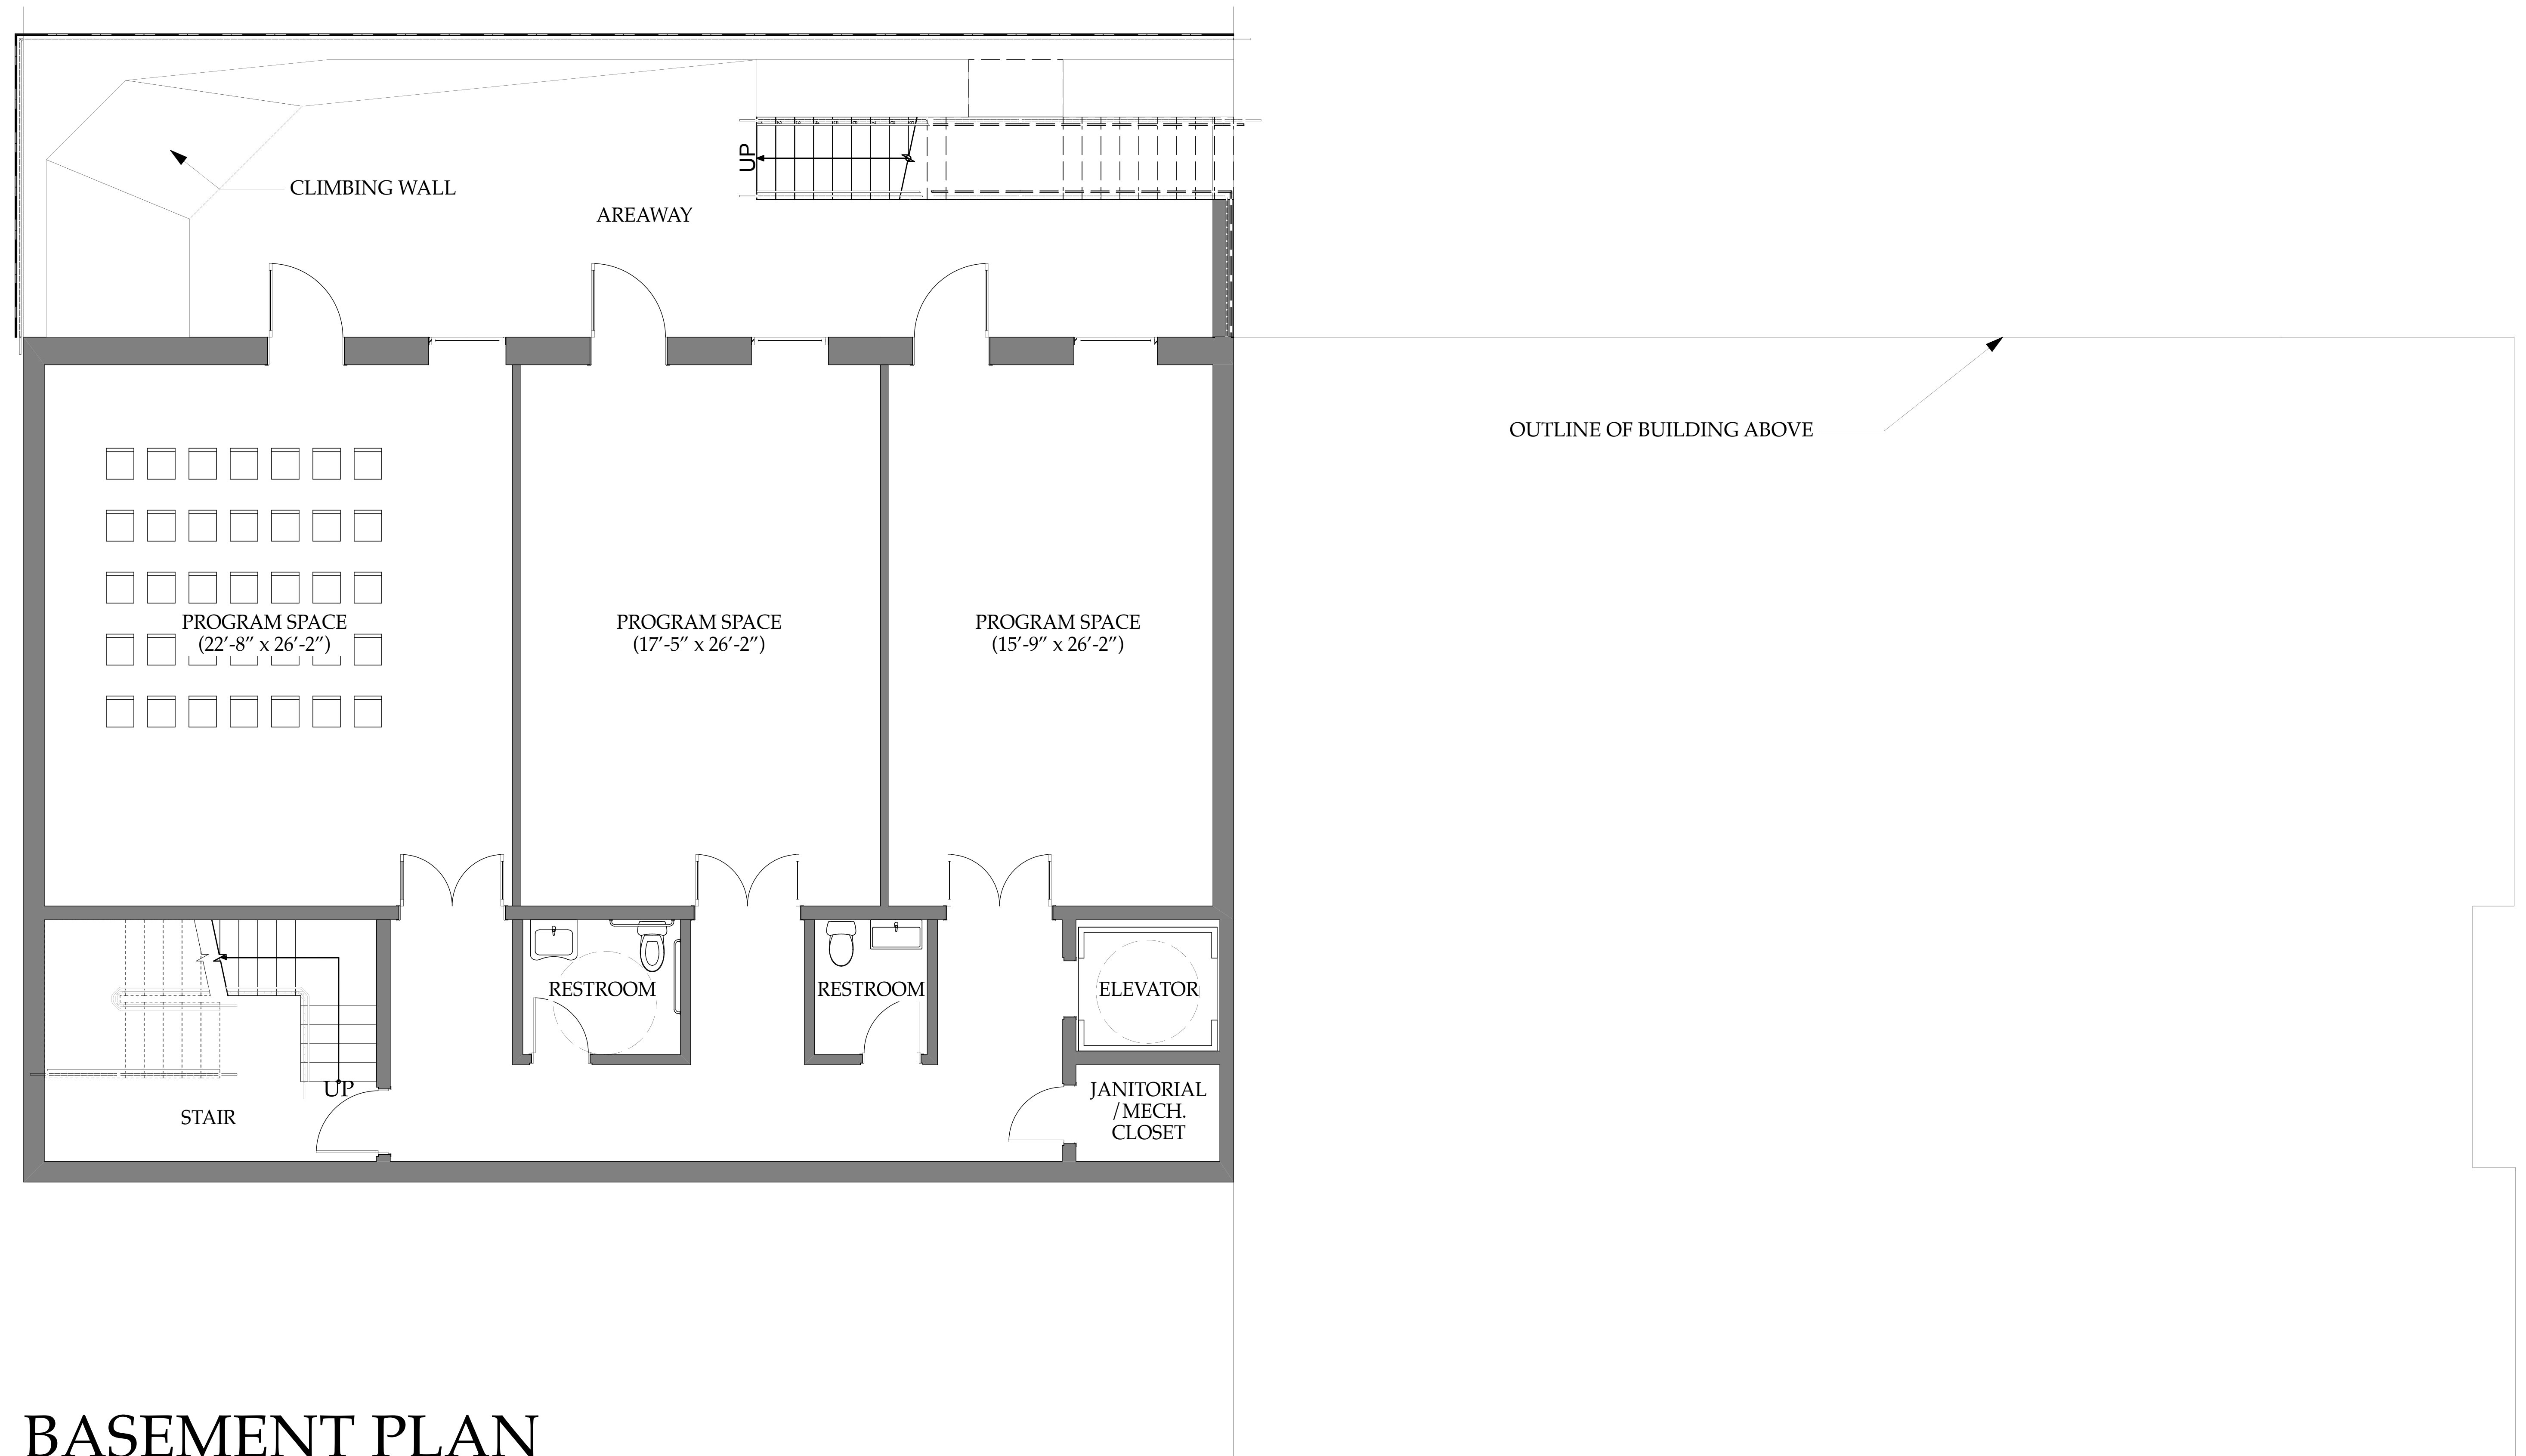 UP
CLIMBING WALL
AREAWAY
OUTLINE OF BUILDING ABOVE
PROGRAM SPACE
(22’-8” x 26’-2”)
PROGRAM SPACE
(17’-5” x 26’-2”)
PROGRAM SPACE
(15’-9” x 26’-2”)
RESTROOM
RESTROOM
ELEVATOR
UP
STAIR
JANITORIAL
/MECH.
CLOSET
BASEMENT PLAN